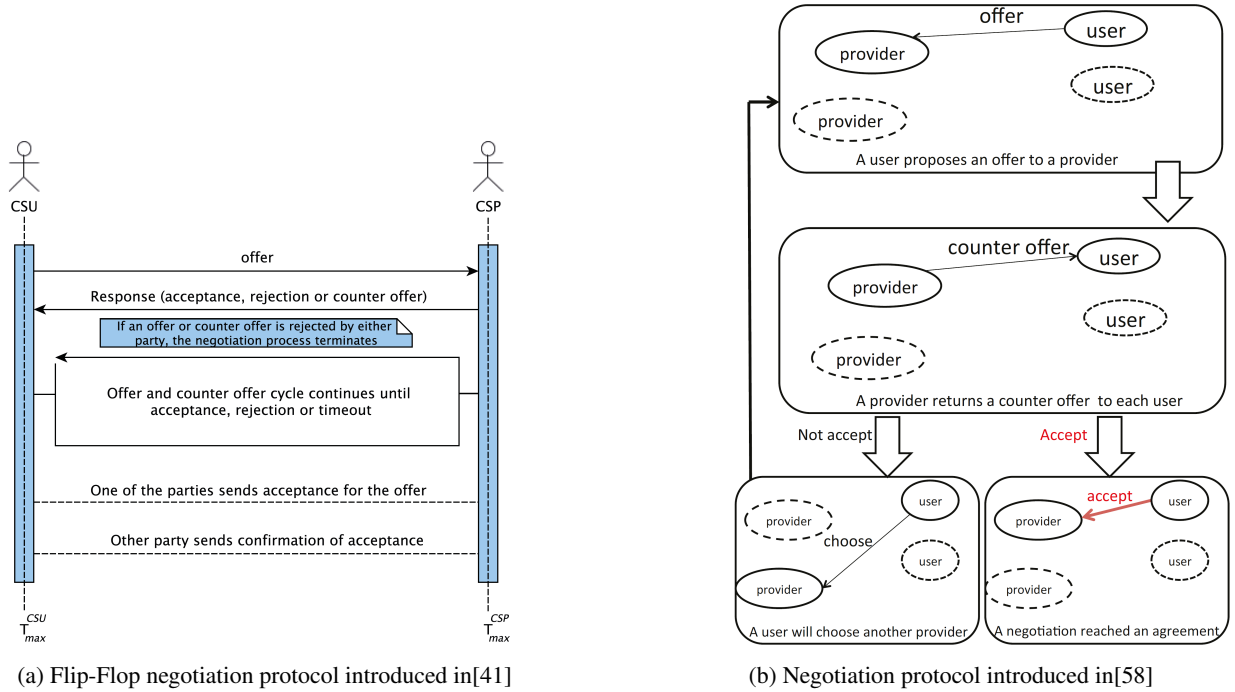 CSU
CSP
offer
Response (acceptance, rejection or counter offer)
If an offer or counter offer is rejected by either
party, the negotiation process terminates
Offer and counter offer cycle continues until
acceptance, rejection or timeout
One of the parties sends acceptance for the offer
Other party sends confirmation of acceptance
T max CSU
T max CSP
(a) Flip-Flop negotiation protocol introduced in[41]
offer
user
provider
user
provider
A user proposes an offer to a provider
counter offer
user
provider
user
provider
A provider returns a counter offer to each user
Not accept
Accept
user
provider
choose
user
provider
A user will choose another provider
accept
user
provider
user
provider
A negotiation reached an agreement
(b) Negotiation protocol introduced in[58]